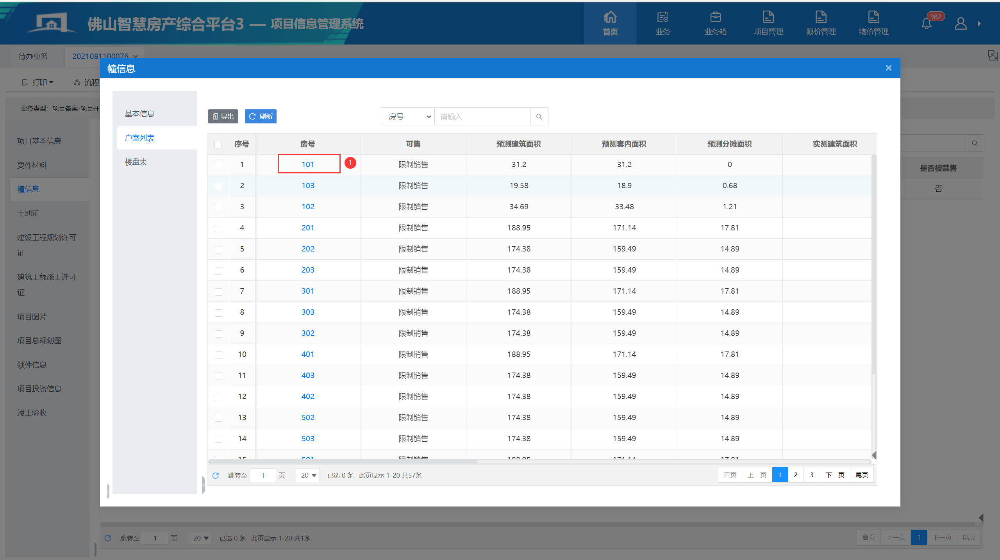 佛山智慧房产综合平台3 — 项目信息管理系统
首页
业务
业务箱
项目管理
限价管理
物价管理
982
待办业务
2021081100076
打印
流程
业务类型：项目备案-项目开
项目基本信息
要件材料
幢信息
土地证
建设工程规划许可
证
建筑工程施工许可
证
项目图片
项目总规划图
领件信息
项目投资信息
竣工验收
幢信息
基本信息
户室列表
楼盘表
导出 刷新 房号 请输入
序号 房号 可售 预测建筑面积 预测套内面积 预测分摊面积 实测建筑面积
1 101 限制销售 31.2 31.2 0
1
2 103 限制销售 19.58 18.9 0.68
3 102 限制销售 34.69 33.48 1.21
4 201 限制销售 188.95 171.14 17.81
5 202 限制销售 174.38 159.49 14.89
6 203 限制销售 174.38 159.49 14.89
7 301 限制销售 188.95 171.14 17.81
8 303 限制销售 174.38 159.49 14.89
9 302 限制销售 174.38 159.49 14.89
10 401 限制销售 188.95 171.14 17.81
11 403 限制销售 174.38 159.49 14.89
12 402 限制销售 174.38 159.49 14.89
13 502 限制销售 174.38 159.49 14.89
14 503 限制销售 174.38 159.49 14.89
15 501 限制销售 188.95 171.14 17.81
跳转至 1 页 20 已选 0 条 此页显示 1-20 共57条 首页 上一页 1 2 3 下一页 尾页
是否被禁售
否
跳转至 1 页 20 已选 0 条 此页显示 1-20 共1条 首页 上一页 1 下一页 尾页